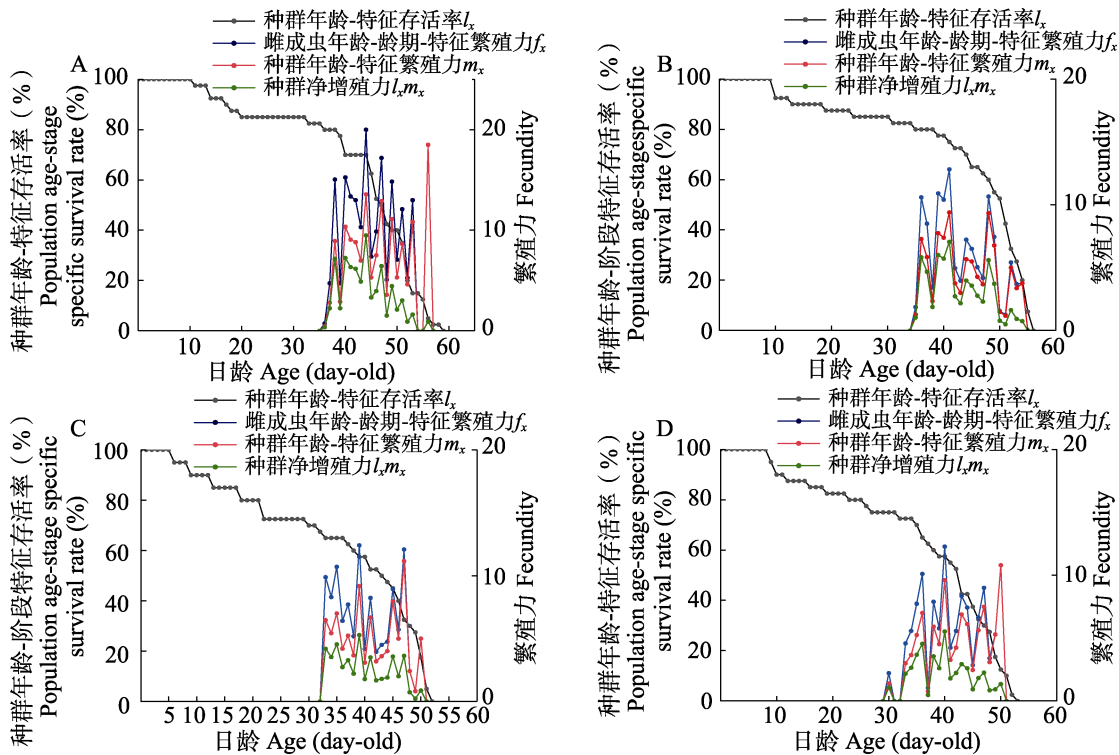 A
种群年龄-特征存活率lx
雌成虫年龄-龄期-特征繁殖力fx
种群年龄-特征繁殖力mx
种群净增殖力lxmx
种群年龄-特征存活率(%)
Population age-stage
specific survival rate (%)
100
80
60
40
20
0
20
10
0
繁殖力 Fecundity
10 20 30 40 50 60
日龄 Age (day-old)
B
种群年龄-特征存活率lx
雌成虫年龄-龄期-特征繁殖力fx
种群年龄-特征繁殖力mx
种群净增殖力lxmx
种群年龄-阶段特征存活率(%)
Population age-stagespecific
survival rate (%)
100
80
60
40
20
0
20
10
0
繁殖力 Fecundity
10 20 30 40 50 60
日龄 Age (day-old)
C
种群年龄-特征存活率lx
雌成虫年龄-龄期-特征繁殖力fx
种群年龄-特征繁殖力mx
种群净增殖力lxmx
种群年龄-阶段特征存活率(%)
Population age-stage specific
survival rate (%)
100
80
60
40
20
0
20
10
0
繁殖力 Fecundity
5 10 15 20 25 30 35 40 45 50 60
日龄 Age (day-old)
D
种群年龄-特征存活率lx
雌成虫年龄-龄期-特征繁殖力fx
种群年龄-特征繁殖力mx
种群净增殖力lxmx
种群年龄-特征存活率(%)
Population age-stage specific
survival rate (%)
100
80
60
40
20
0
20
10
0
繁殖力 Fecundity
10 20 30 40 50 60
日龄 Age (day-old)